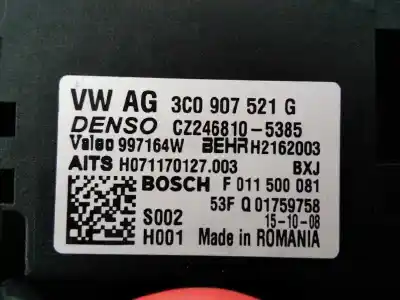 VW AG 3C0 907 521 G
DENSO CZ246810-5385
Valeo 997164W BEHR H2162003
AITS H071170127.003 BXJ
BOSCH F 011 500 081
53F Q 01759758
S002 15-10-08
H001 Made in ROMANIA